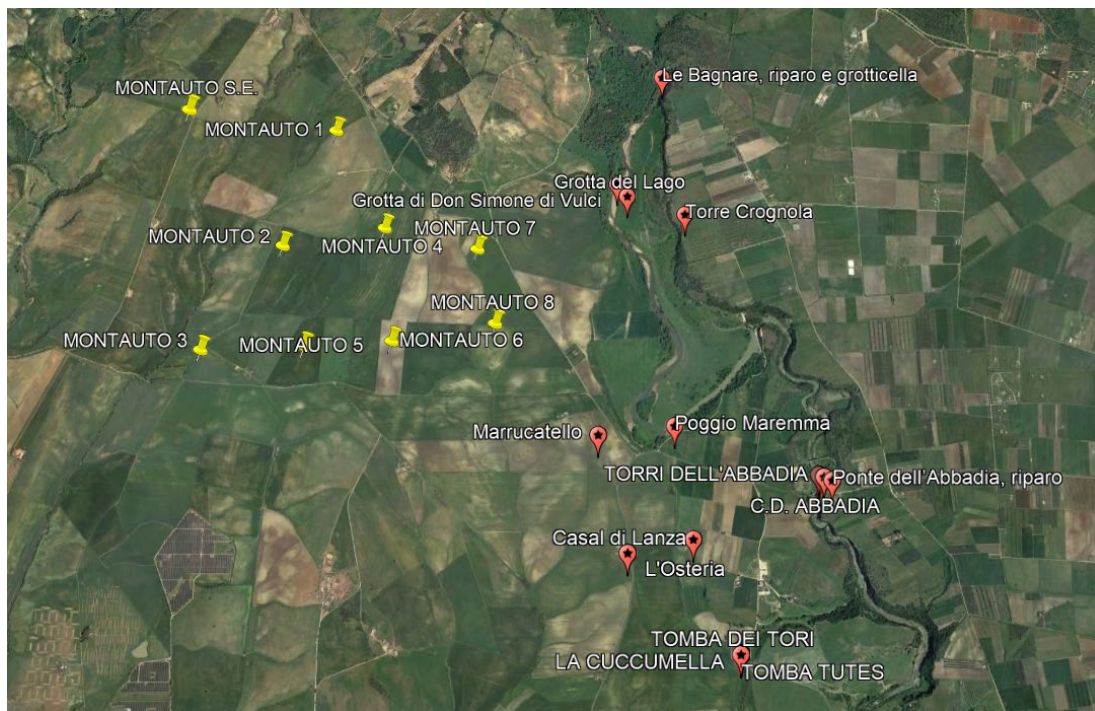 Le Bagnare, riparo e grotticella
MONTAUTO S.E.
MONTAUTO 1
Grotta del Lago
Grotta di Don Simone di Vulci
Torre Crognola
MONTAUTO 7
MONTAUTO 2
MONTAUTO 4
MONTAUTO 8
MONTAUTO 3
MONTAUTO 5
MONTAUTO 6
Poggio Maremma
Marrucatello
TORRI DELL'ABBADIA
Ponte dell'Abbadia, riparo
C.D. ABBADIA
Casal di Lanza
L'Osteria
TOMBA DEI TORI
LA CUCCUMELLA
TOMBA TUTES